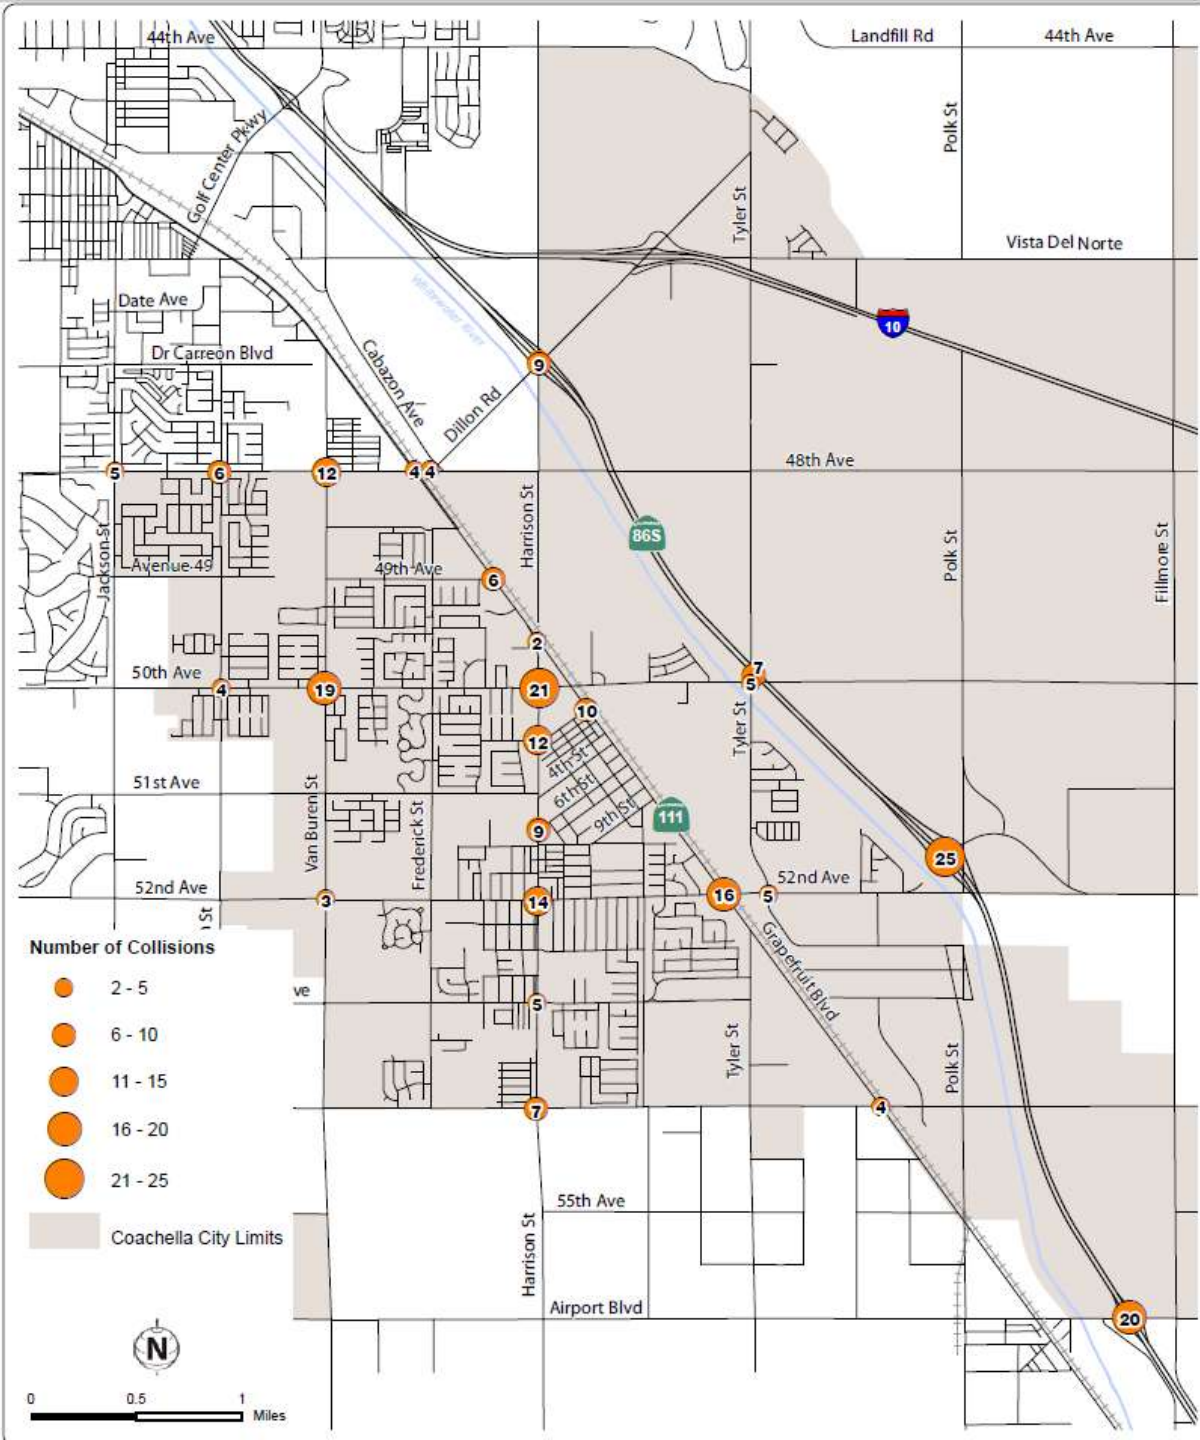 44th Ave
Landfill Rd
44th Ave
Polk St
Golf Center Pkwy
Tyler St
Vista Del Norte
Date Ave
Whitewater River
10
Dr Carreon Blvd
Cabazon Ave
9
Dillon Rd
48th Ave
5
6
12
4
4
Harrison St
86S
Jackson St
Avenue 49
49th Ave
6
Polk St
Fillmore St
2
50th Ave
4
19
21
7
5
10
12
Tyler St
4th St
51st Ave
6th St
9th St
111
Van Buren St
Frederick St
9
25
52nd Ave
3
14
16
5
52nd Ave
n St
Grapefruit Blvd
Number of Collisions
2 - 5
ve
5
6 - 10
Tyler St
Polk St
11 - 15
7
4
16 - 20
21 - 25
55th Ave
Coachella City Limits
Harrison St
Airport Blvd
20
N
0 0.5 1
Miles